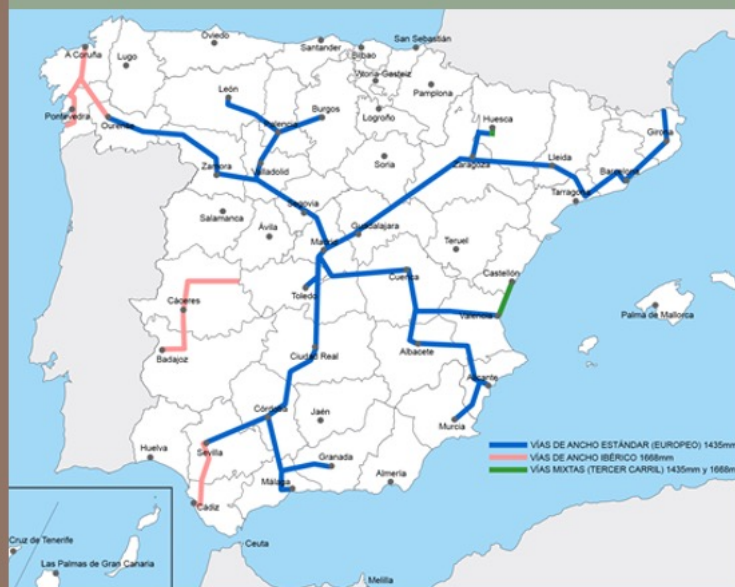 Oviedo
Santander
San Sebastián
A Coruña
Lugo
Bilbao
Vitoria-Gasteiz
Pamplona
León
Burgos
Logroño
Huesca
Pontevedra
Ourense
Palencia
Girona
Zamora
Valladolid
Soria
Zaragoza
Lleida
Barcelona
Tarragona
Segovia
Salamanca
Guadalajara
Ávila
Madrid
Teruel
Cuenca
Castellón
Toledo
Cáceres
Palma de Mallorca
Valencia
Badajoz
Ciudad Real
Albacete
Alicante
Córdoba
Jaén
Murcia
Huelva
Sevilla
Granada
VÍAS DE ANCHO ESTÁNDAR (EUROPEO) 1435mm
VÍAS DE ANCHO IBÉRICO 1668mm
VÍAS MIXTAS (TERCER CARRIL) 1435mm y 1668m
Málaga
Almería
Cádiz
Cruz de Tenerife
Ceuta
Las Palmas de Gran Canaria
Melilla